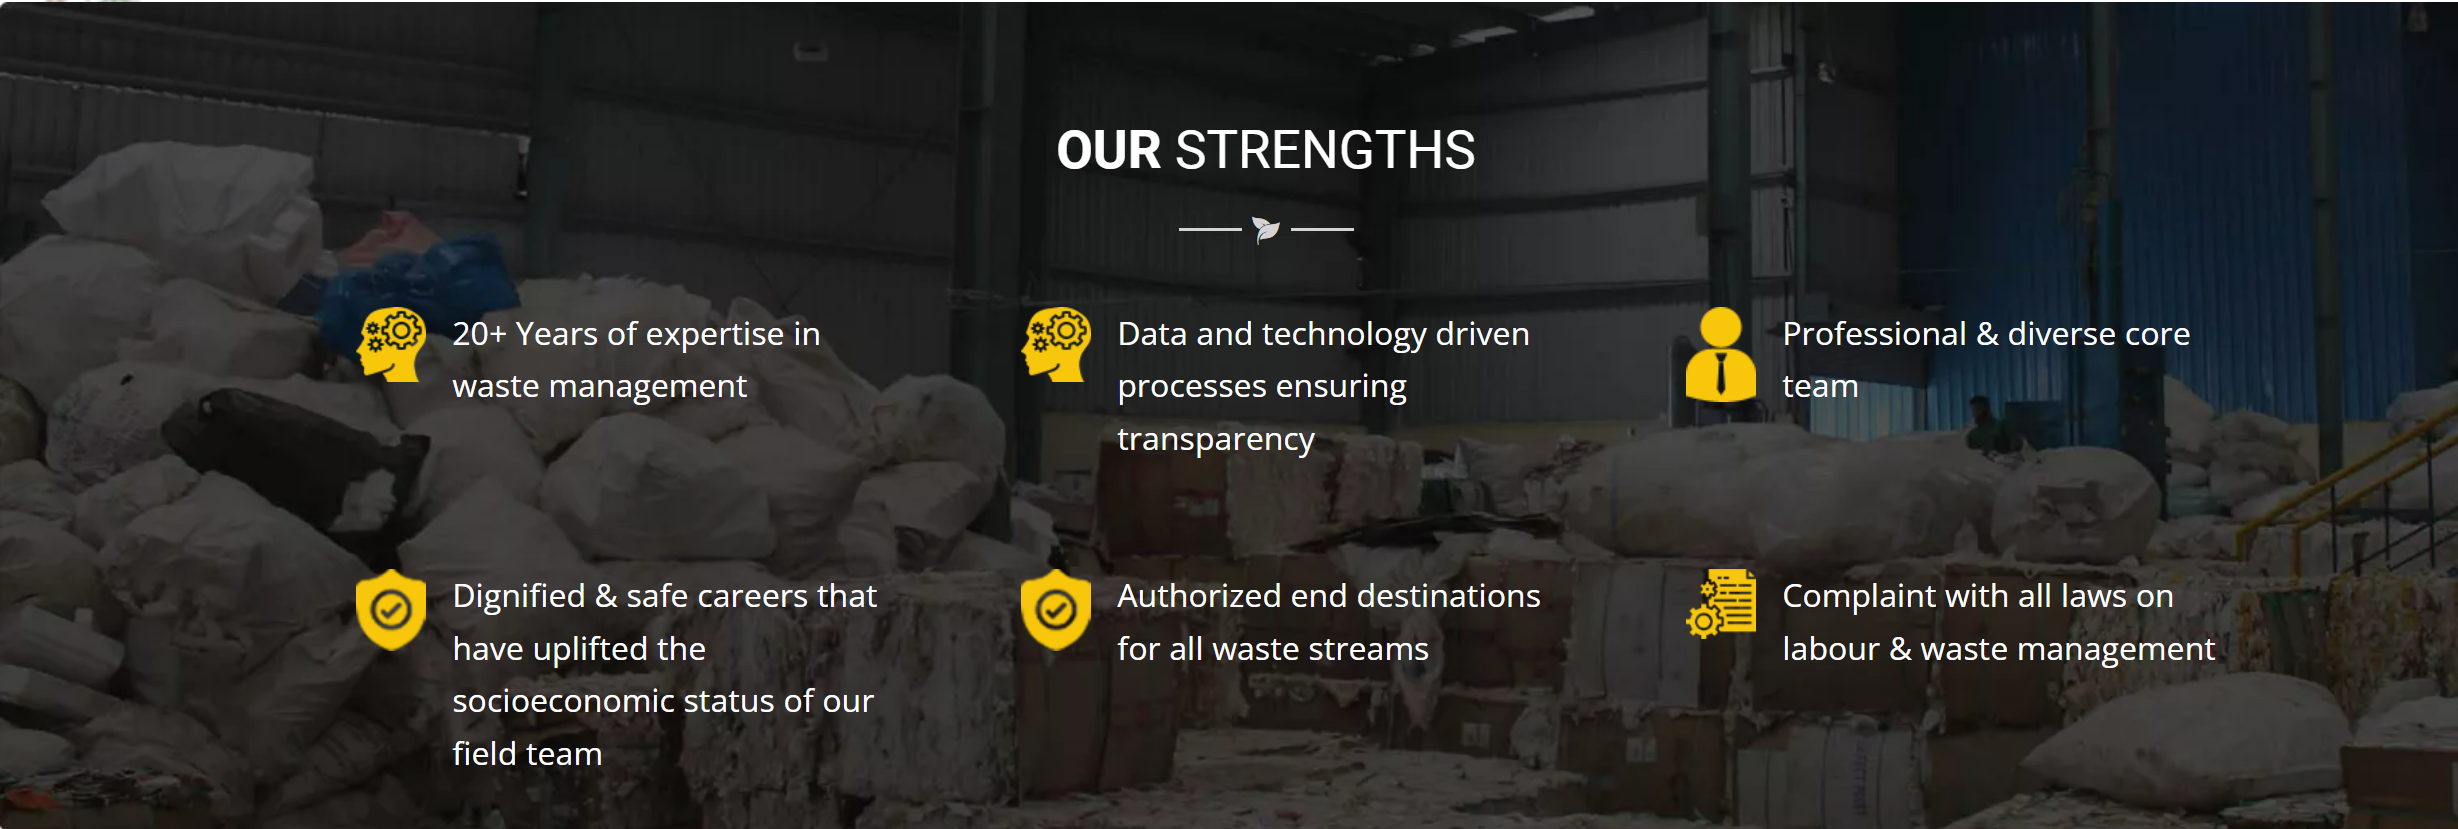 OUR STRENGTHS
20+ Years of expertise in
waste management
Data and technology driven
processes ensuring
transparency
Professional & diverse core
team
Dignified & safe careers that
have uplifted the
socioeconomic status of our
field team
Authorized end destinations
for all waste streams
Complaint with all laws on
labour & waste management